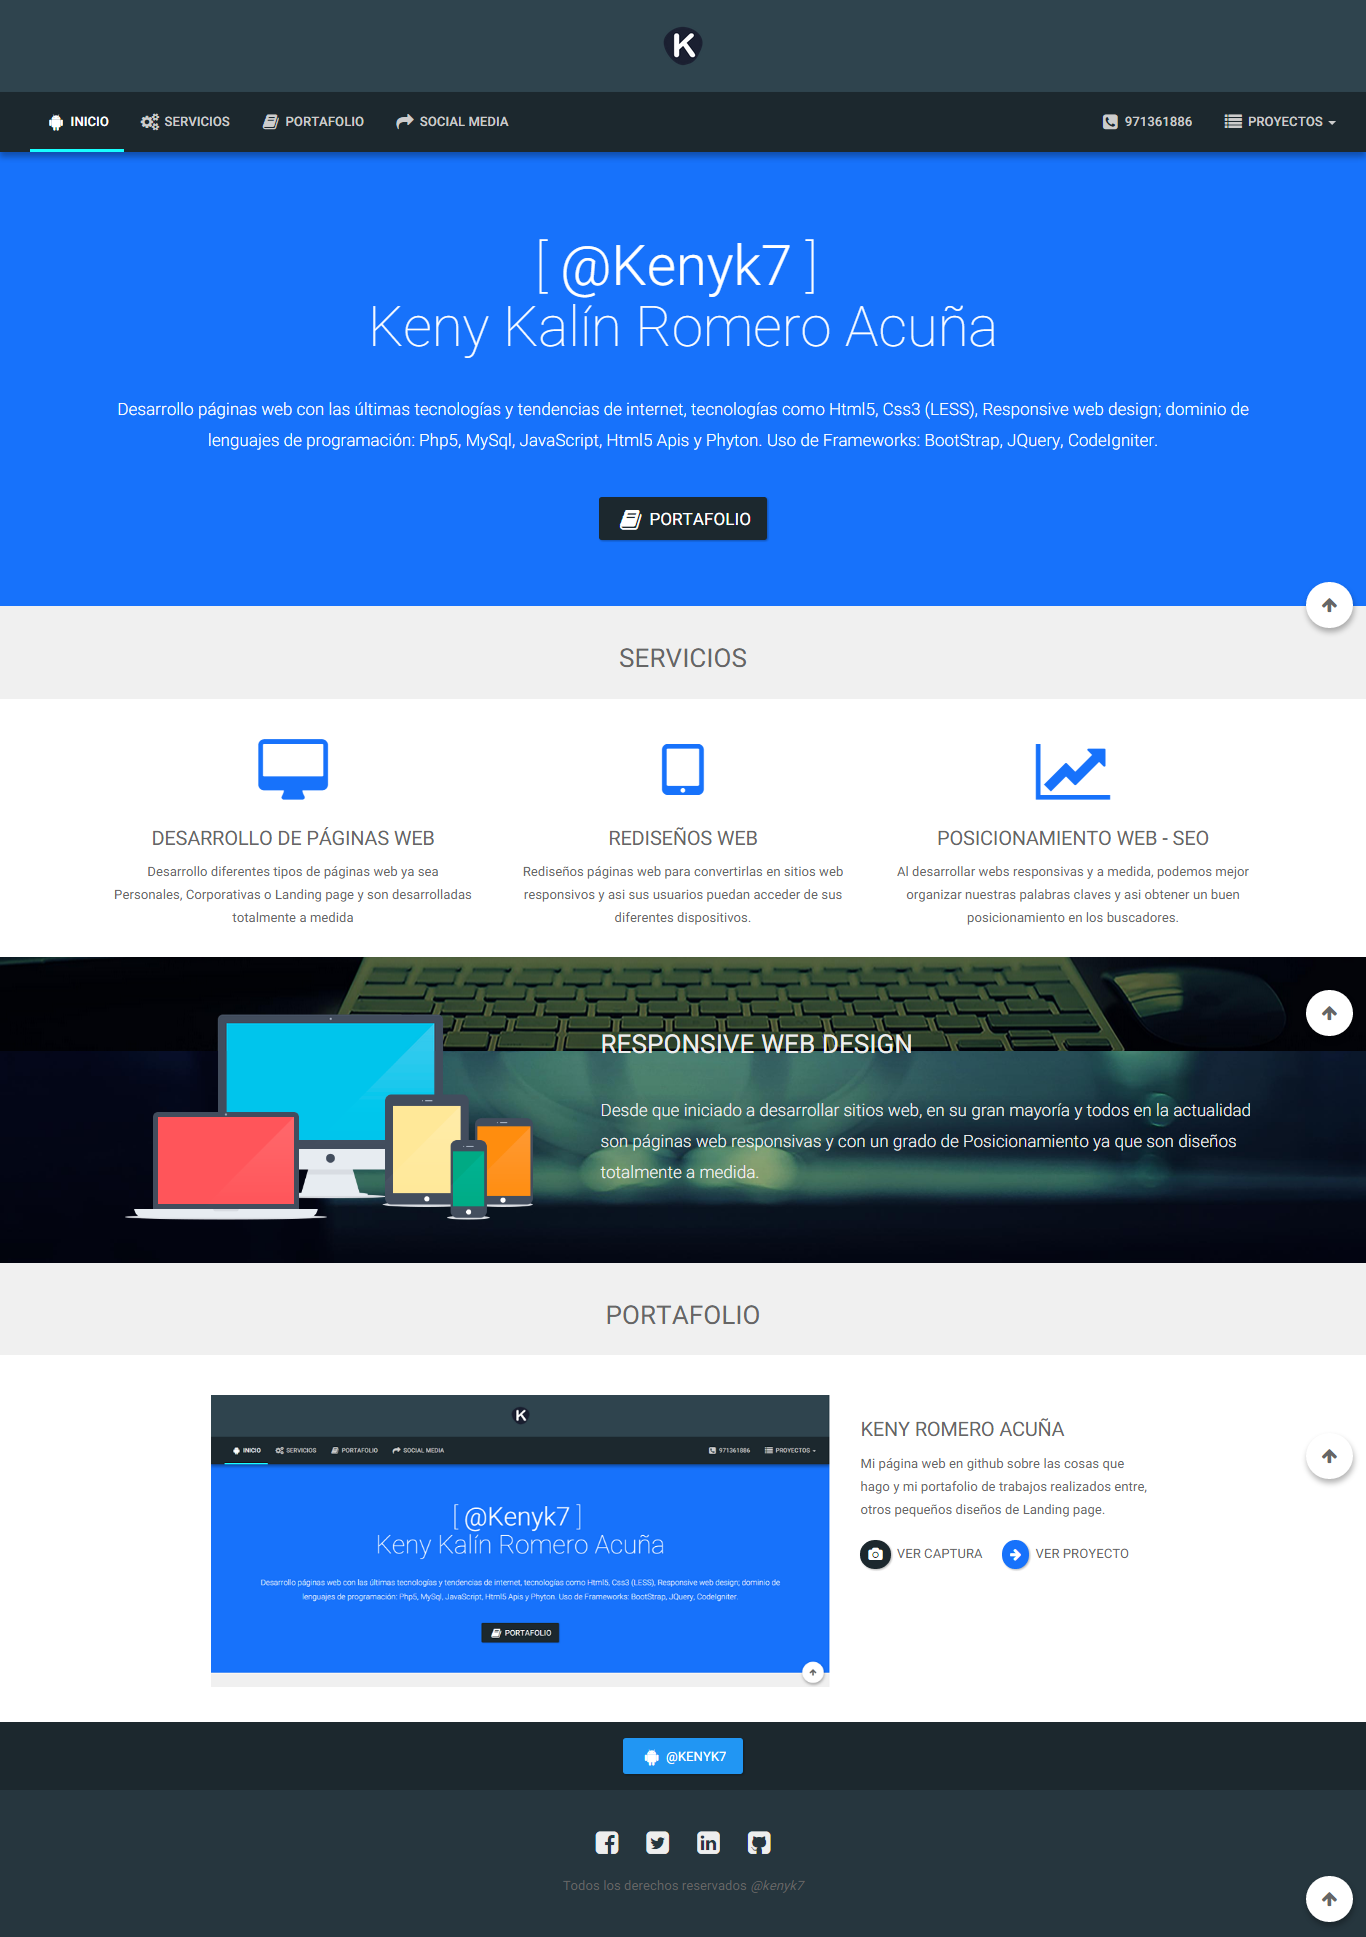 K
INICIO SERVICIOS PORTAFOLIO SOCIAL MEDIA 971361886 PROYECTOS
[ @Kenyk7 ]
Keny Kalín Romero Acuña
Desarrollo páginas web con las últimas tecnologías y tendencias de internet, tecnologías como Html5, Css3 (LESS), Responsive web design; dominio de
lenguajes de programación: Php5, MySql, JavaScript, Html5 Apis y Phyton. Uso de Frameworks: BootStrap, JQuery, CodeIgniter.
PORTAFOLIO
SERVICIOS
DESARROLLO DE PÁGINAS WEB
Desarrollo diferentes tipos de páginas web ya sea
Personales, Corporativas o Landing page y son desarrolladas
totalmente a medida
REDISEÑOS WEB
Rediseños páginas web para convertirlas en sitios web
responsivos y asi sus usuarios puedan acceder de sus
diferentes dispositivos.
POSICIONAMIENTO WEB - SEO
Al desarrollar webs responsivas y a medida, podemos mejor
organizar nuestras palabras claves y asi obtener un buen
posicionamiento en los buscadores.
RESPONSIVE WEB DESIGN
Desde que iniciado a desarrollar sitios web, en su gran mayoría y todos en la actualidad
son páginas web responsivas y con un grado de Posicionamiento ya que son diseños
totalmente a medida.
PORTAFOLIO
K
INICIO SERVICIOS PORTAFOLIO SOCIAL MEDIA 971361886 PROYECTOS
[ @Kenyk7 ]
Keny Kalín Romero Acuña
Desarrollo páginas web con las últimas tecnologías y tendencias de internet, tecnologías como Html5, Css3 (LESS), Responsive web design; dominio de
lenguajes de programación: Php5, MySql, JavaScript, Html5 Apis y Phyton. Uso de Frameworks: BootStrap, JQuery, CodeIgniter.
PORTAFOLIO
KENY ROMERO ACUÑA
Mi página web en github sobre las cosas que
hago y mi portafolio de trabajos realizados entre,
otros pequeños diseños de Landing page.
VER CAPTURA VER PROYECTO
@KENYK7
Todos los derechos reservados @kenyk7